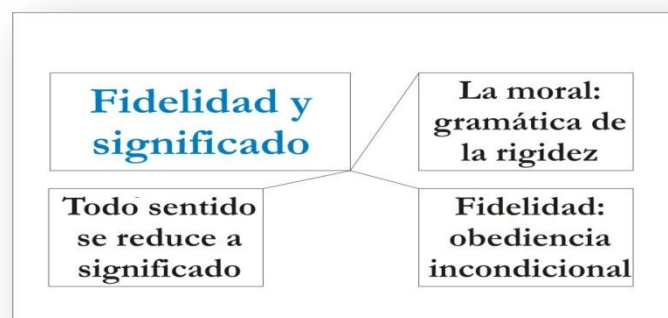 Fidelidad y
significado
La moral:
gramática de
la rigidez
Todo sentido
se reduce a
significado
Fidelidad:
obediencia
incondicional